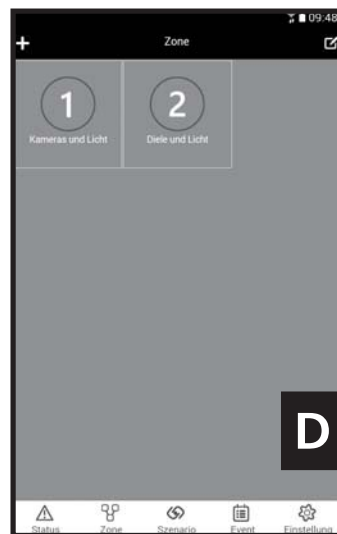 09:48
Zone
1 2
Kameras und Licht Diele und Licht
D
Status Zone Szenario Event Einstellung